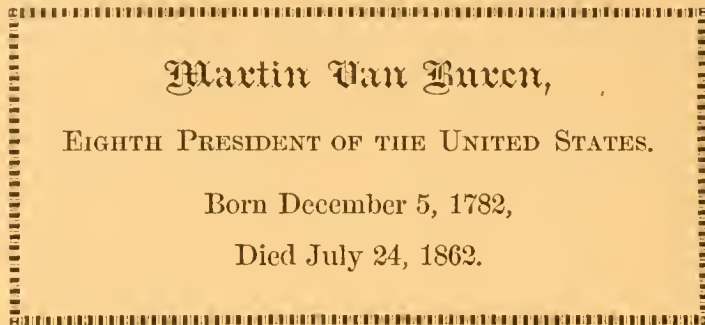 Martin Van Buren,
EIGHTH PRESIDENT OF THE UNITED STATES.
Born December 5, 1782,
Died July 24, 1862.